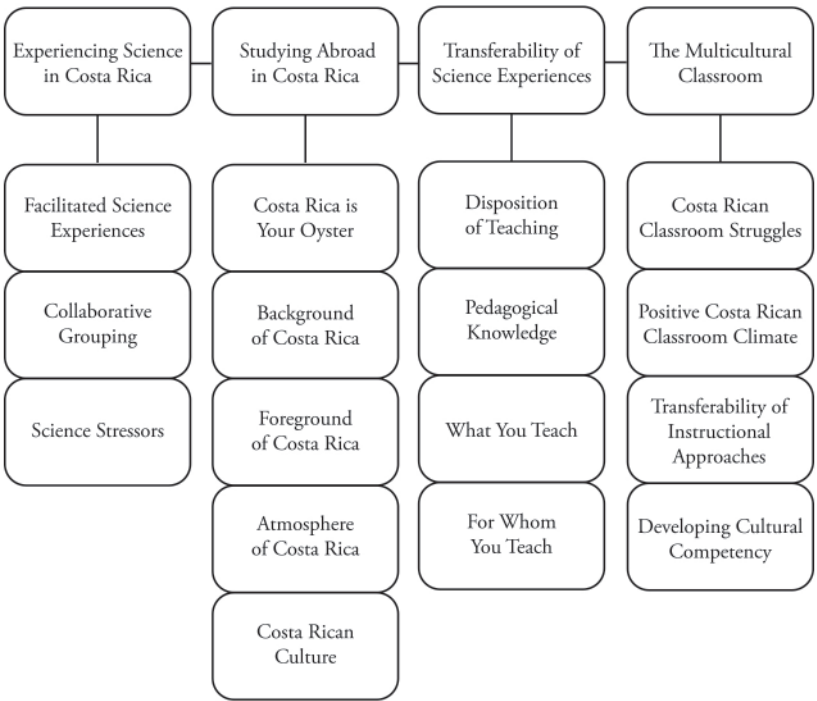 Experiencing Science
in Costa Rica
Studying Abroad
in Costa Rica
Transferability of
Science Experiences
The Multicultural
Classroom
Facilitated Science
Experiences
Collaborative
Grouping
Science Stressors
Costa Rica is
Your Oyster
Background
of Costa Rica
Foreground
of Costa Rica
Atmosphere
of Costa Rica
Costa Rican
Culture
Disposition
of Teaching
Pedagogical
Knowledge
What You Teach
For Whom
You Teach
Costa Rican
Classroom Struggles
Positive Costa Rican
Classroom Climate
Transferability of
Instructional
Approaches
Developing Cultural
Competency